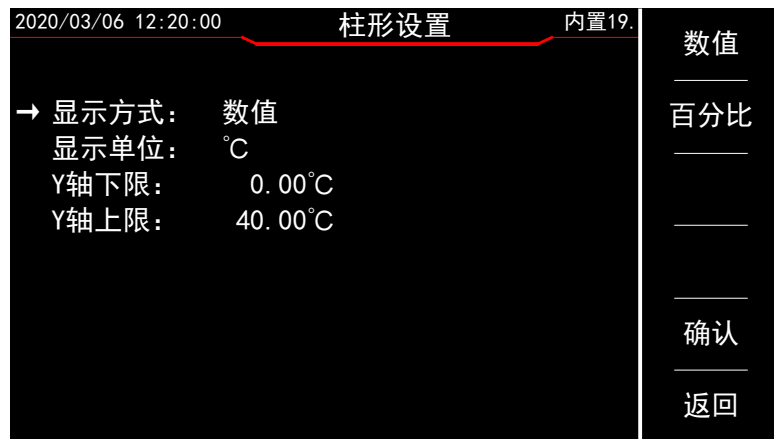 2020/03/06 12:20:00 柱形设置 内置19.
→ 显示方式： 数值
显示单位： ℃
Y轴下限： 0.00℃
Y轴上限： 40.00℃
数值
百分比
确认
返回